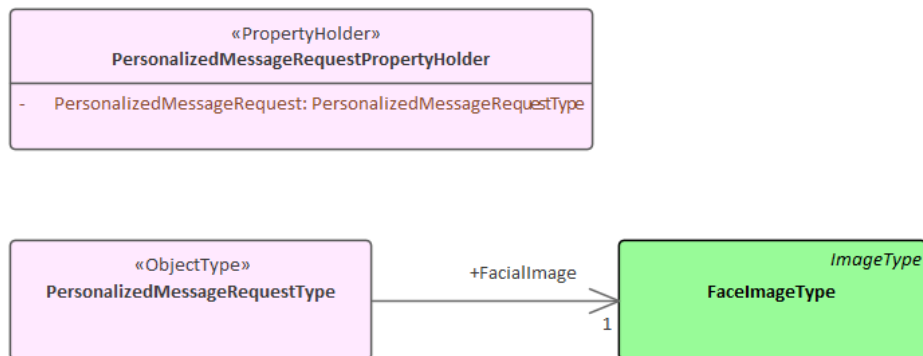 «PropertyHolder»
PersonalizedMessageRequestPropertyHolder
- PersonalizedMessageRequest: PersonalizedMessageRequestType
«ObjectType»
PersonalizedMessageRequestType
+FacialImage
1
ImageType
FaceImageType